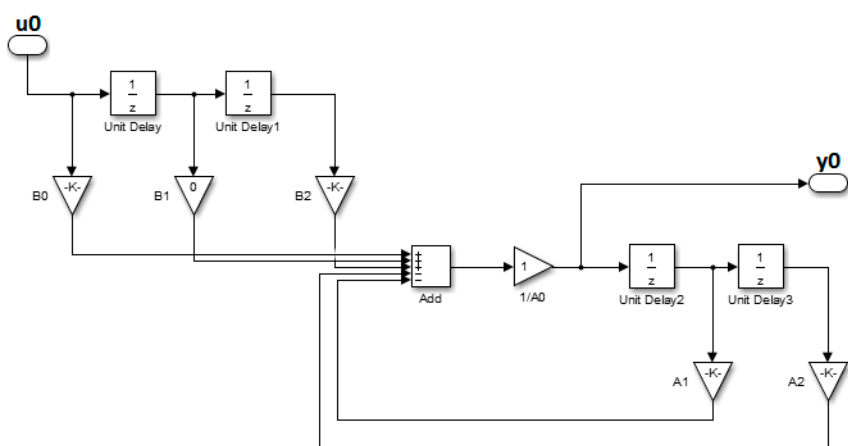 u0
1
z
Unit Delay
1
z
Unit Delay1
B0
-K-
B1
0
B2
-K-
y0
+
+
+
−
−
Add
1
1/A0
1
z
Unit Delay2
1
z
Unit Delay3
A1
-K-
A2
-K-